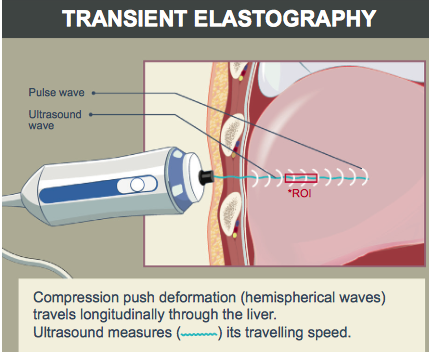 TRANSIENT ELASTOGRAPHY
Pulse wave
Ultrasound
wave
*ROI
Compression push deformation (hemispherical waves)
travels longitudinally through the liver.
Ultrasound measures ( ) its travelling speed.